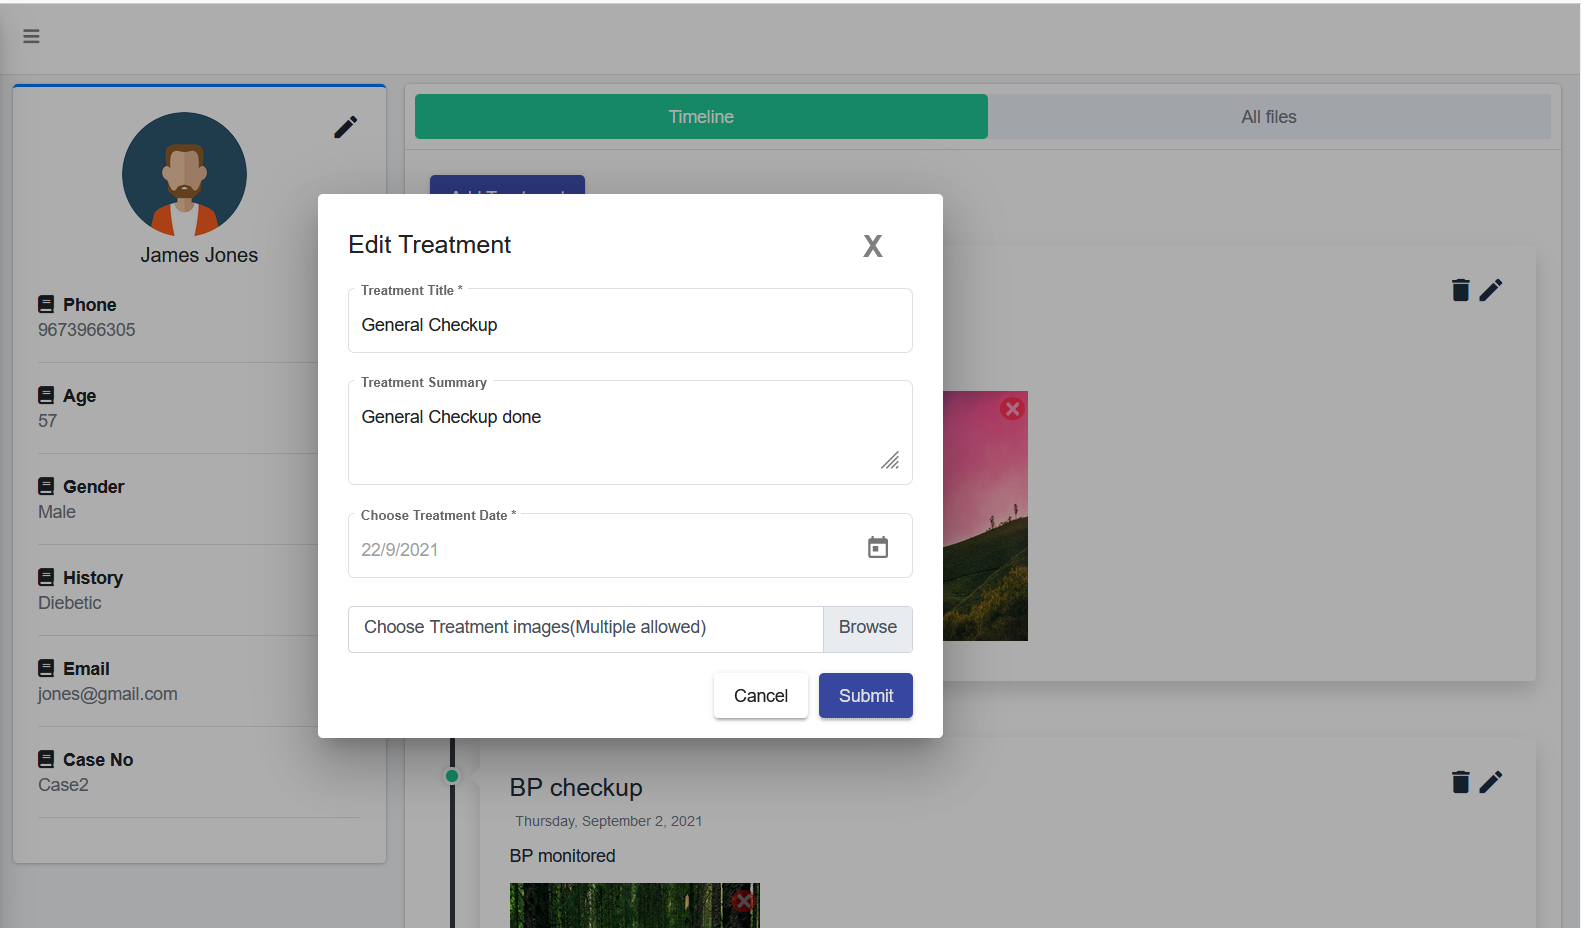 Timeline
All files
James Jones
Phone
9673966305
Age
57
Gender
Male
History
Diebetic
Email
jones@gmail.com
Case No
Case2
Edit Treatment
X
Treatment Title *
General Checkup
Treatment Summary
General Checkup done
Choose Treatment Date *
22/9/2021
Choose Treatment images(Multiple allowed)
Browse
Cancel
Submit
BP checkup
Thursday, September 2, 2021
BP monitored